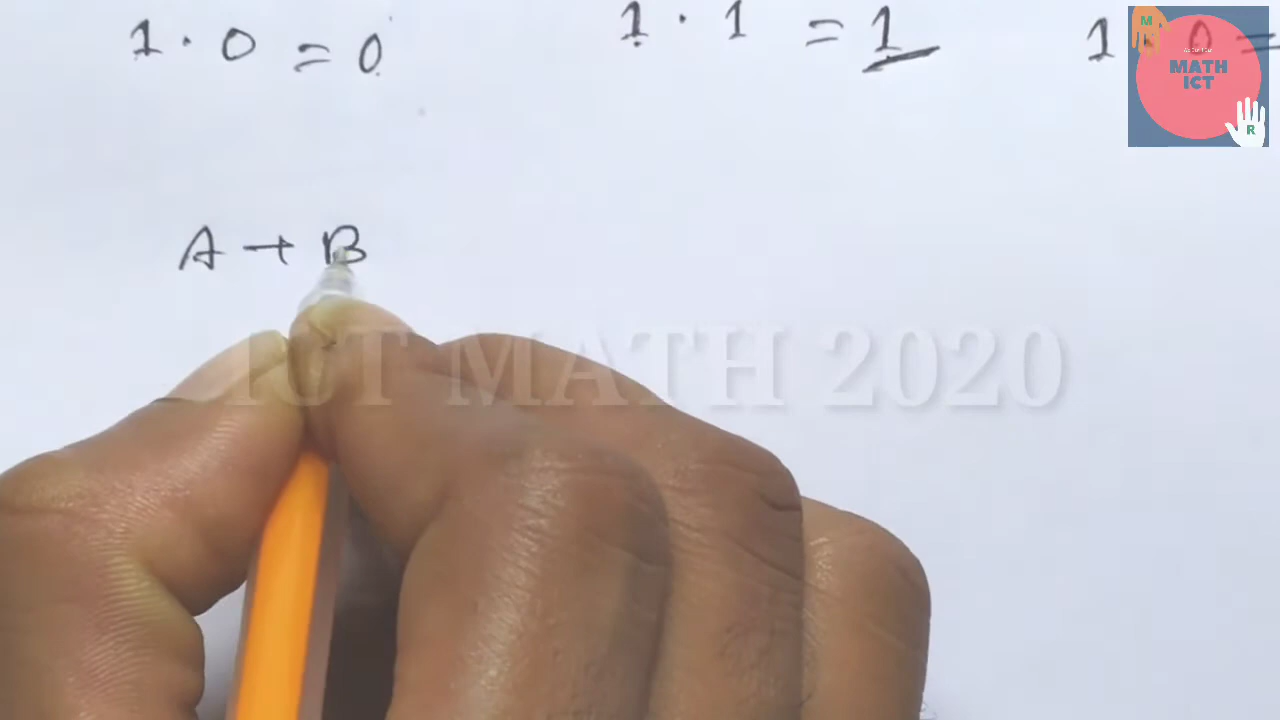 1 · 0 = 0
1 · 1 = 1
A + B
ICT MATH 2020
M
MATH
ICT
R